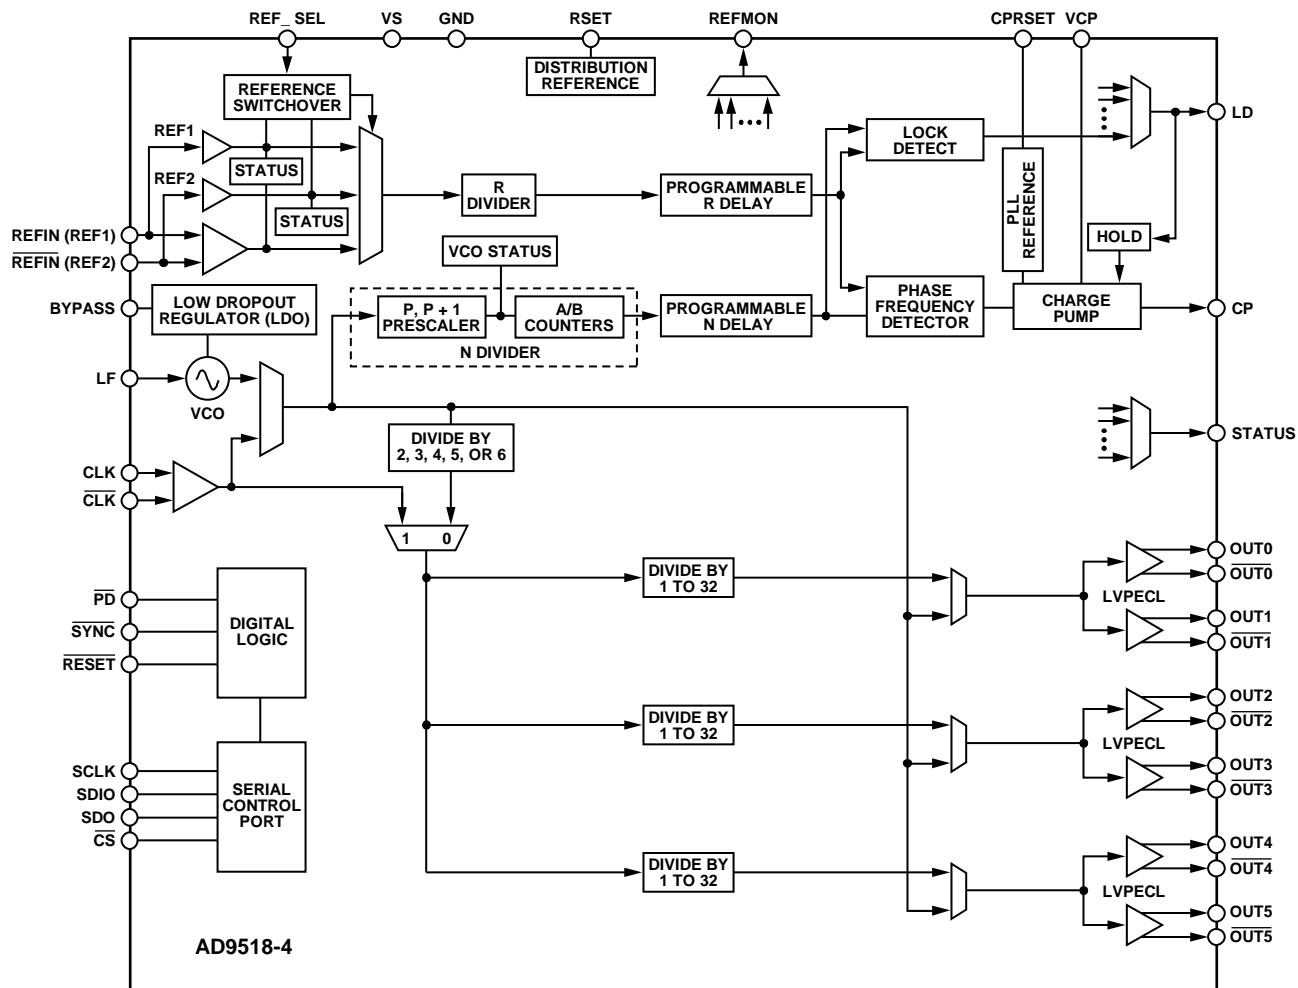 REF_SEL
VS
GND
RSET
REFMON
CPRSET
VCP
DISTRIBUTION
REFERENCE
REFERENCE
SWITCHOVER
LD
REF1
LOCK
DETECT
STATUS
REF2
R
DIVIDER
PROGRAMMABLE
R DELAY
PLL
REFERENCE
STATUS
REFIN (REF1)
REFIN (REF2)
HOLD
VCO STATUS
BYPASS
LOW DROPOUT
REGULATOR (LDO)
P, P + 1
PRESCALER
A/B
COUNTERS
PROGRAMMABLE
N DELAY
PHASE
FREQUENCY
DETECTOR
CHARGE
PUMP
CP
N DIVIDER
LF
VCO
DIVIDE BY
2, 3, 4, 5, OR 6
STATUS
CLK
CLK
1 0
OUT0
DIVIDE BY
1 TO 32
OUT0
LVPECL
PD
OUT1
DIGITAL
LOGIC
SYNC
OUT1
RESET
OUT2
DIVIDE BY
1 TO 32
OUT2
LVPECL
SCLK
OUT3
SDIO
SERIAL
CONTROL
PORT
OUT3
SDO
CS
OUT4
DIVIDE BY
1 TO 32
OUT4
LVPECL
OUT5
OUT5
AD9518-4